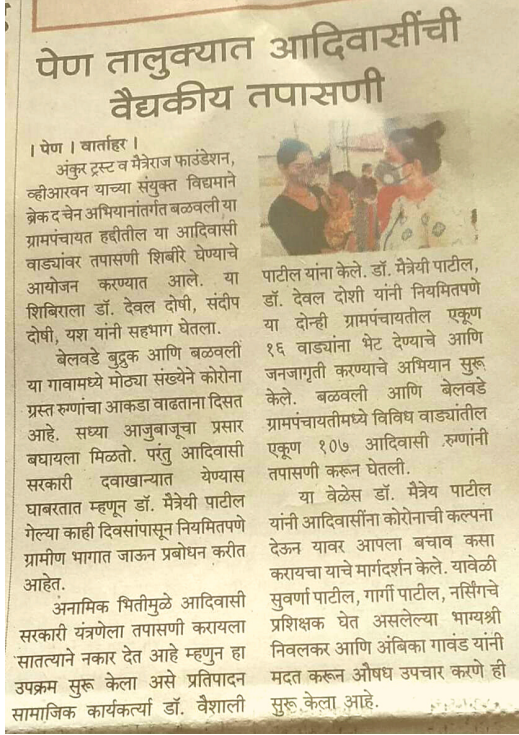 पेण तालुक्यात आदिवासींची
वैद्यकीय तपासणी
। पेण । वार्ताहर ।
अंकुर ट्रस्ट व मैत्रेराज फाउंडेशन,
व्हीआरवन याच्या संयुक्त विद्यमाने
ब्रेक द चेन अभियानांतर्गत बळवली या
ग्रामपंचायत हद्दीतील या आदिवासी
वाड्यांवर तपासणी शिबीरे घेण्याचे
आयोजन करण्यात आले. या
शिबिराला डॉ. देवल दोषी, संदीप
दोषी, यश यांनी सहभाग घेतला.
बेलवडे बुद्रुक आणि बळवली
या गावामध्ये मोठ्या संख्येने कोरोना
ग्रस्त रुग्णांचा आकडा वाढताना दिसत
आहे. सध्या आजुबाजूचा प्रसार
बघायला मिळतो. परंतु आदिवासी
सरकारी दवाखान्यात येण्यास
घाबरतात म्हणून डॉ. मैत्रेयी पाटील
गेल्या काही दिवसांपासून नियमितपणे
ग्रामीण भागात जाऊन प्रबोधन करीत
आहेत.
अनामिक भितीमुळे आदिवासी
सरकारी यंत्रणेला तपासणी करायला
सातत्याने नकार देत आहे म्हणुन हा
उपक्रम सुरू केला असे प्रतिपादन
सामाजिक कार्यकर्त्या डॉ. वैशाली
पाटील यांना केले. डॉ. मैत्रेयी पाटील,
डॉ. देवल दोशी यांनी नियमितपणे
या दोन्ही ग्रामपंचायतील एकूण
१६ वाड्यांना भेट देण्याचे आणि
जनजागृती करण्याचे अभियान सुरू
केले. बळवली आणि बेलवडे
ग्रामपंचायतीमध्ये विविध वाड्यांतील
एकूण १०७ आदिवासी रुग्णांनी
तपासणी करून घेतली.
या वेळेस डॉ. मैत्रेय पाटील
यांनी आदिवासींना कोरोनाची कल्पना
देऊन यावर आपला बचाव कसा
करायचा याचे मार्गदर्शन केले. यावेळी
सुवर्णा पाटील, गार्गी पाटील, नर्सिंगचे
प्रशिक्षक घेत असलेल्या भाग्यश्री
निवलकर आणि अंबिका गावंड यांनी
मदत करून औषध उपचार करणे ही
सुरू केला आहे.